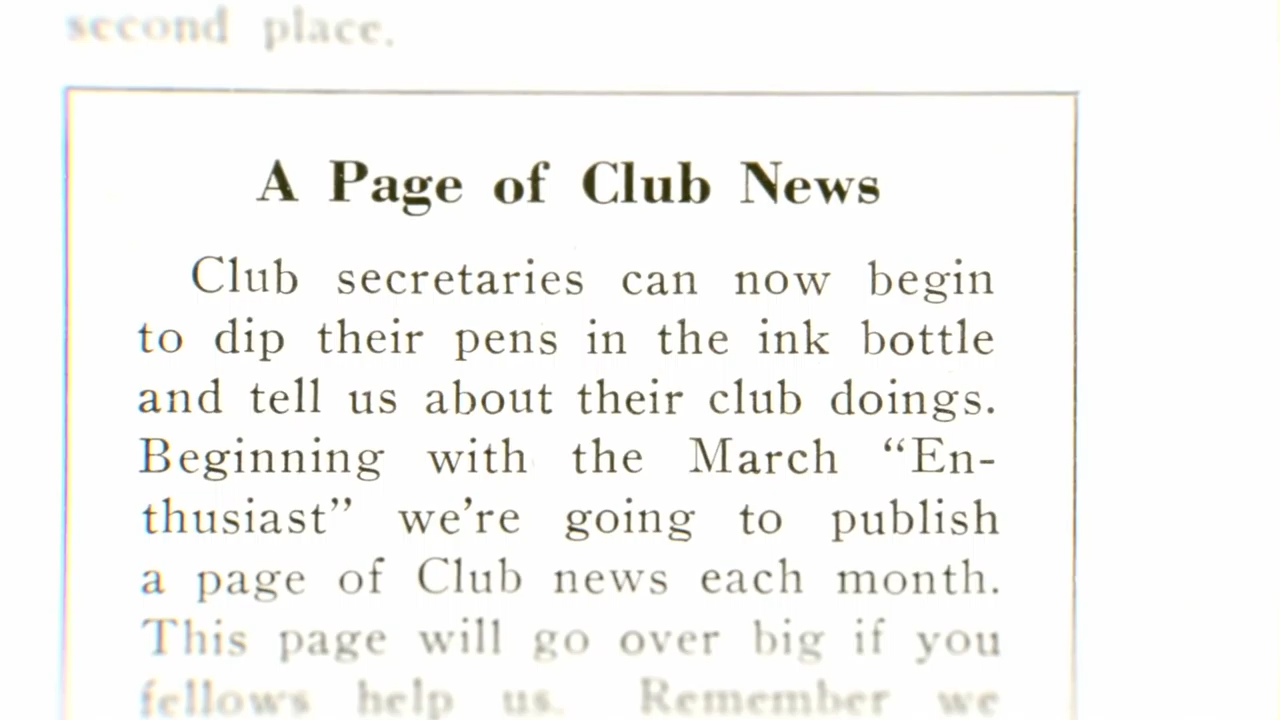 second place.
A Page of Club News
Club secretaries can now begin
to dip their pens in the ink bottle
and tell us about their club doings.
Beginning with the March “En-
thusiast” we’re going to publish
a page of Club news each month.
This page will go over big if you
fellows help us. Remember we